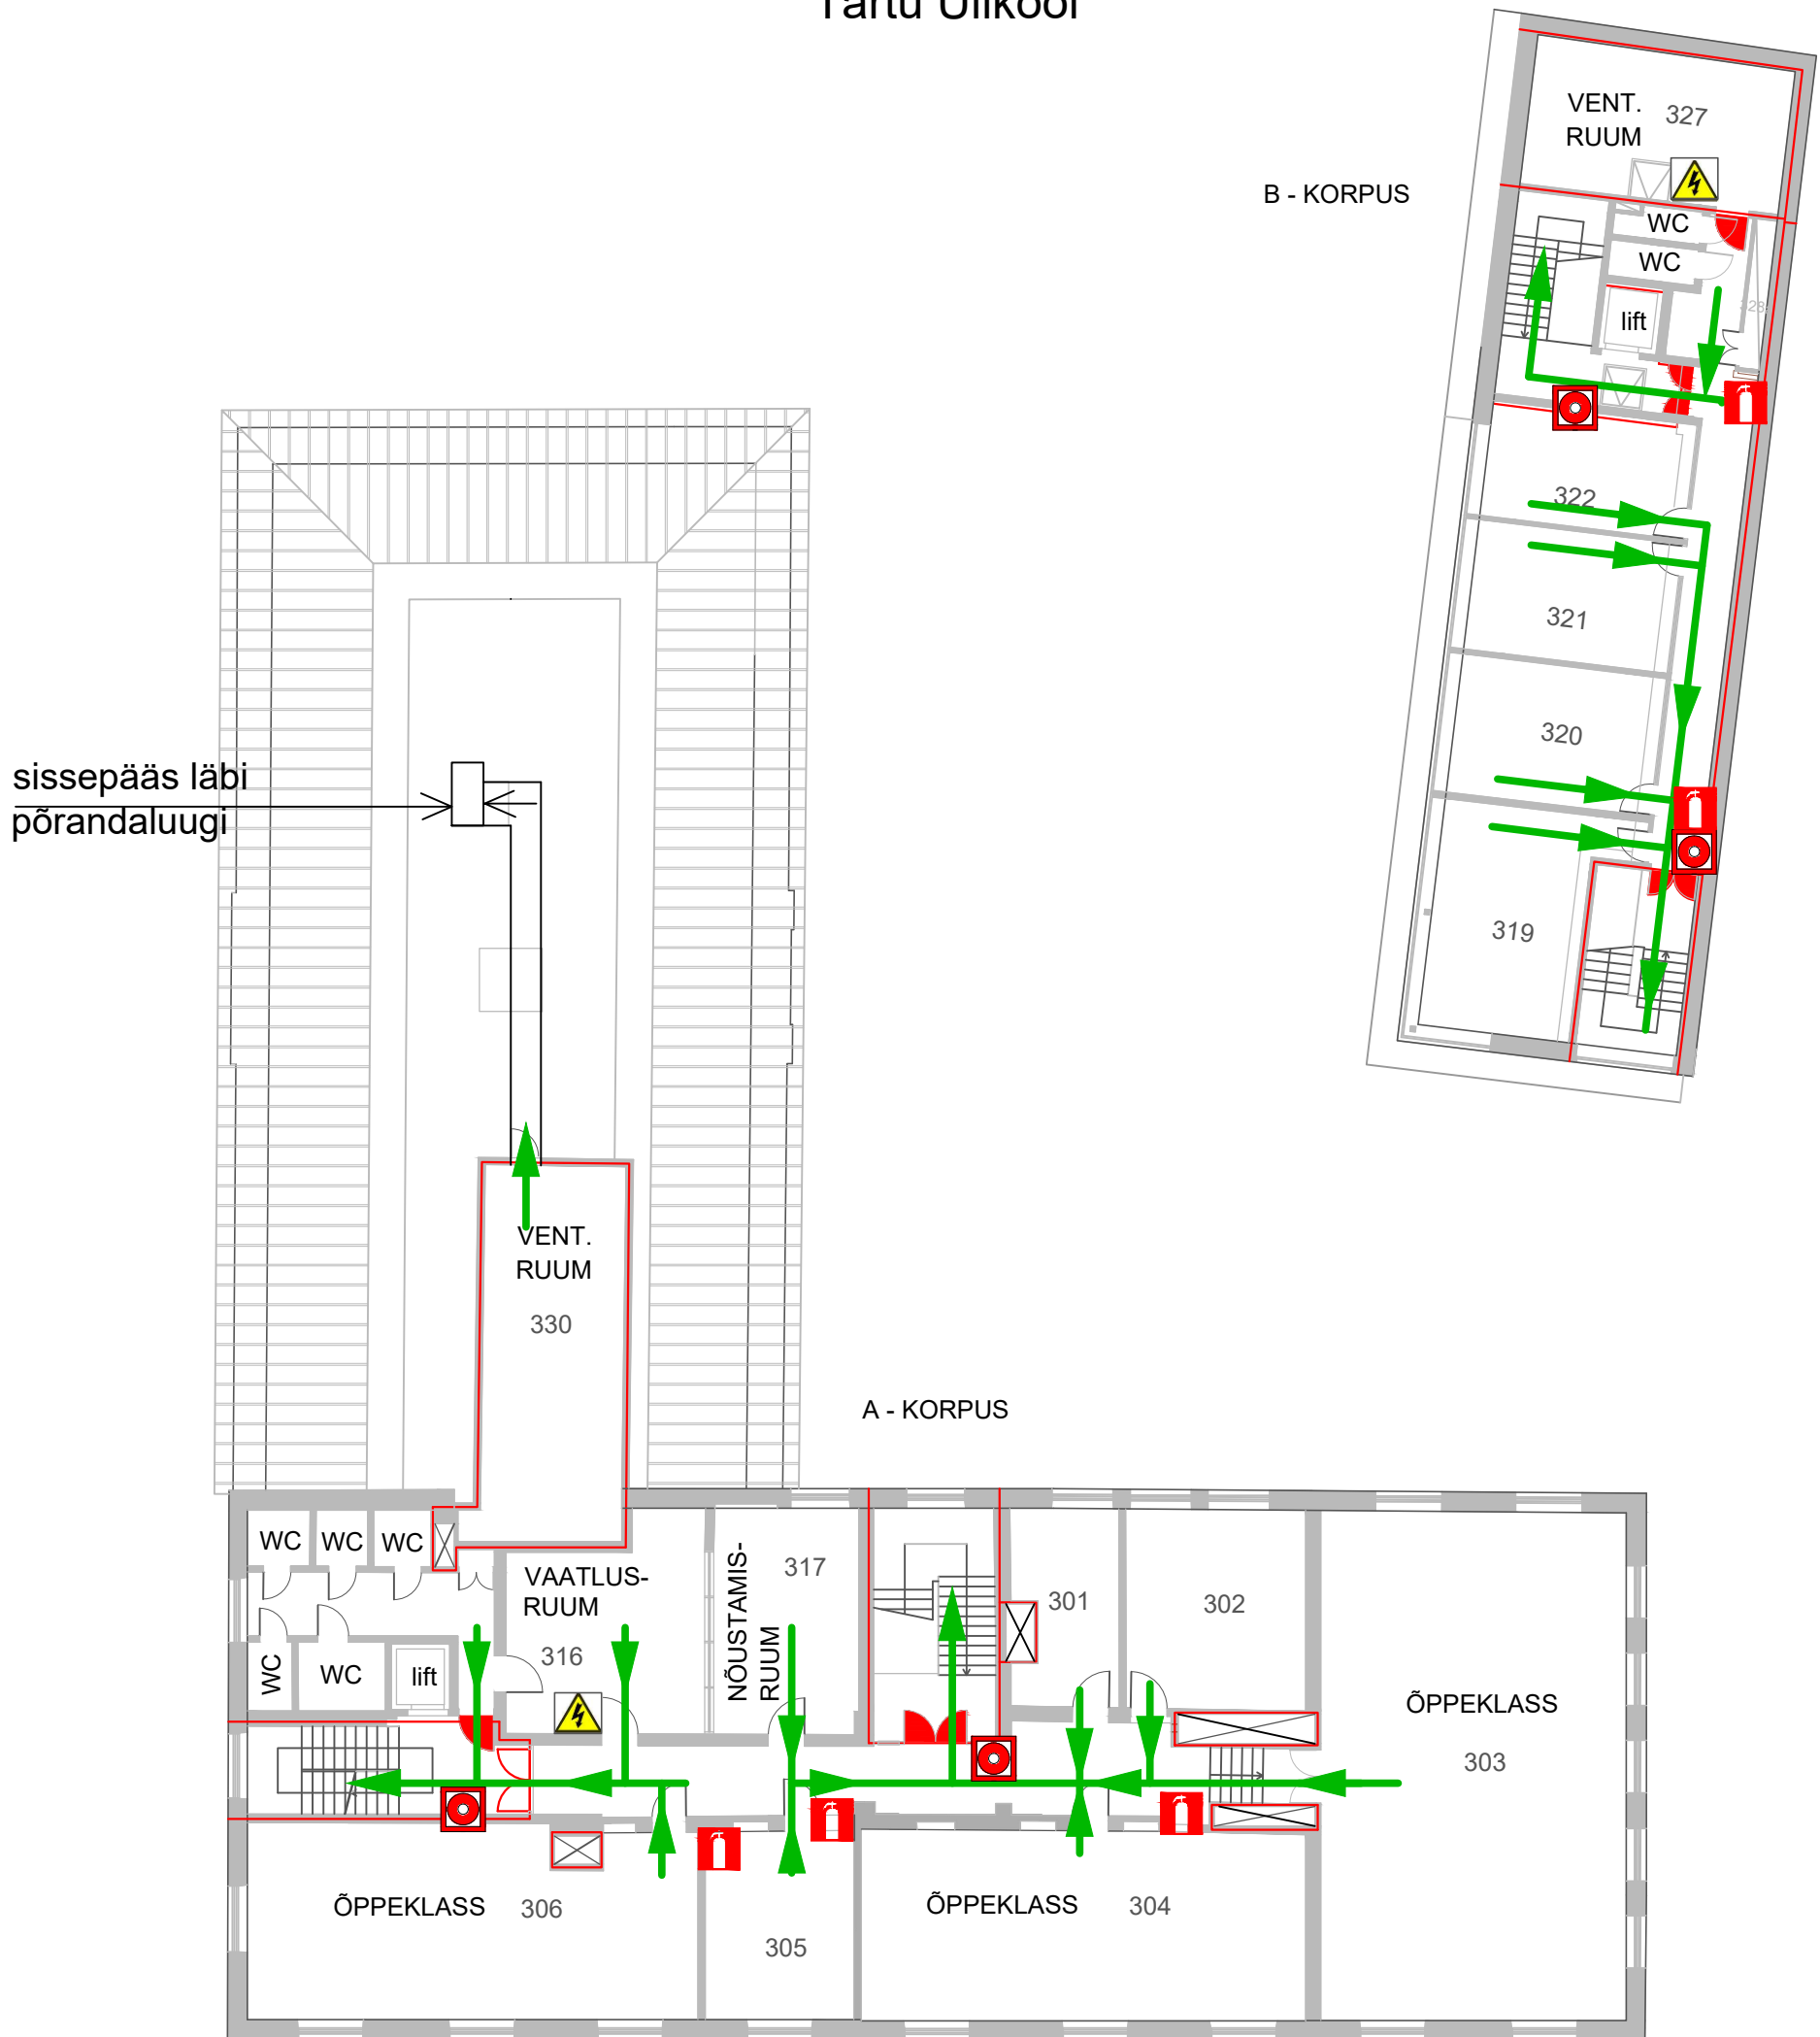 Tartu Ülikool
VENT.
RUUM
327
B - KORPUS
WC
WC
328
lift
322
321
320
319
sissepääs läbi
põrandaluugi
VENT.
RUUM
330
A - KORPUS
WC
WC
WC
VAATLUS-
RUUM
316
NÕUSTAMIS-
RUUM
317
301
302
WC
WC
lift
ÕPPEKLASS
303
ÕPPEKLASS
306
305
ÕPPEKLASS
304